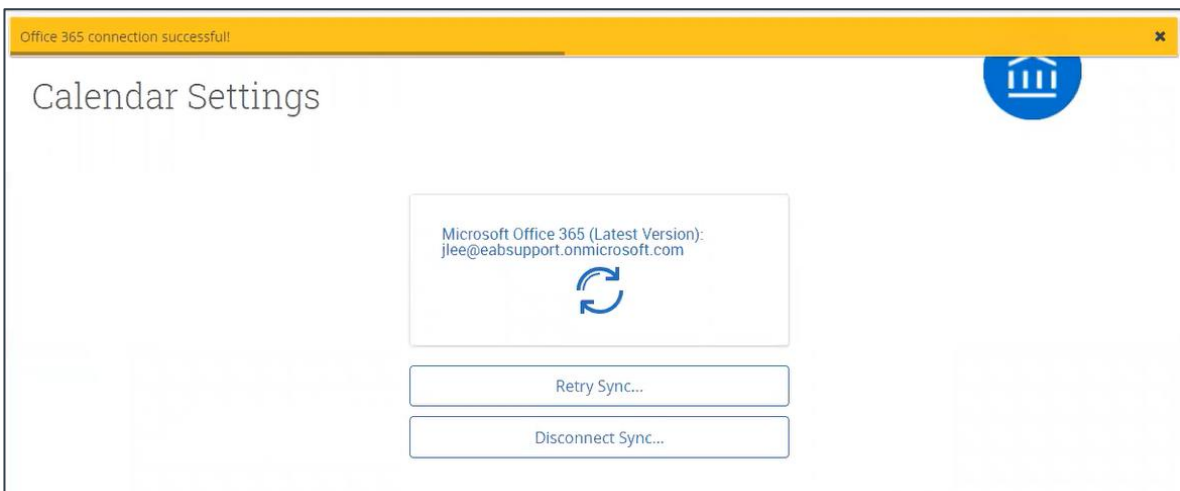 Office 365 connection successful!
Calendar Settings
Microsoft Office 365 (Latest Version):
jlee@eabsupport.onmicrosoft.com
Retry Sync...
Disconnect Sync...